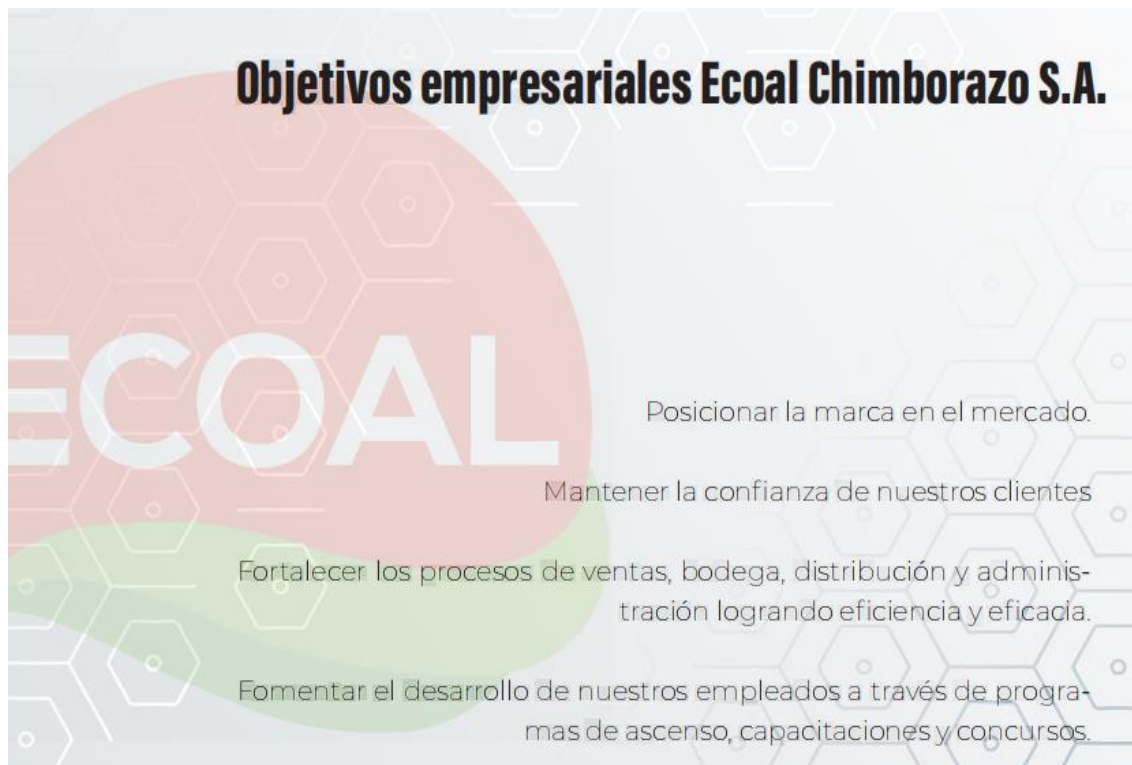 Objetivos empresariales Ecoal Chimborazo S.A.
ECOAL
Posicionar la marca en el mercado.
Mantener la confianza de nuestros clientes
Fortalecer los procesos de ventas, bodega, distribución y adminis-
tración logrando eficiencia y eficacia.
Fomentar el desarrollo de nuestros empleados a través de progra-
mas de ascenso, capacitaciones y concursos.